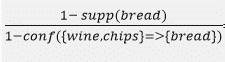 1− supp(bread)
1−conf({wine,chips}=>{bread})